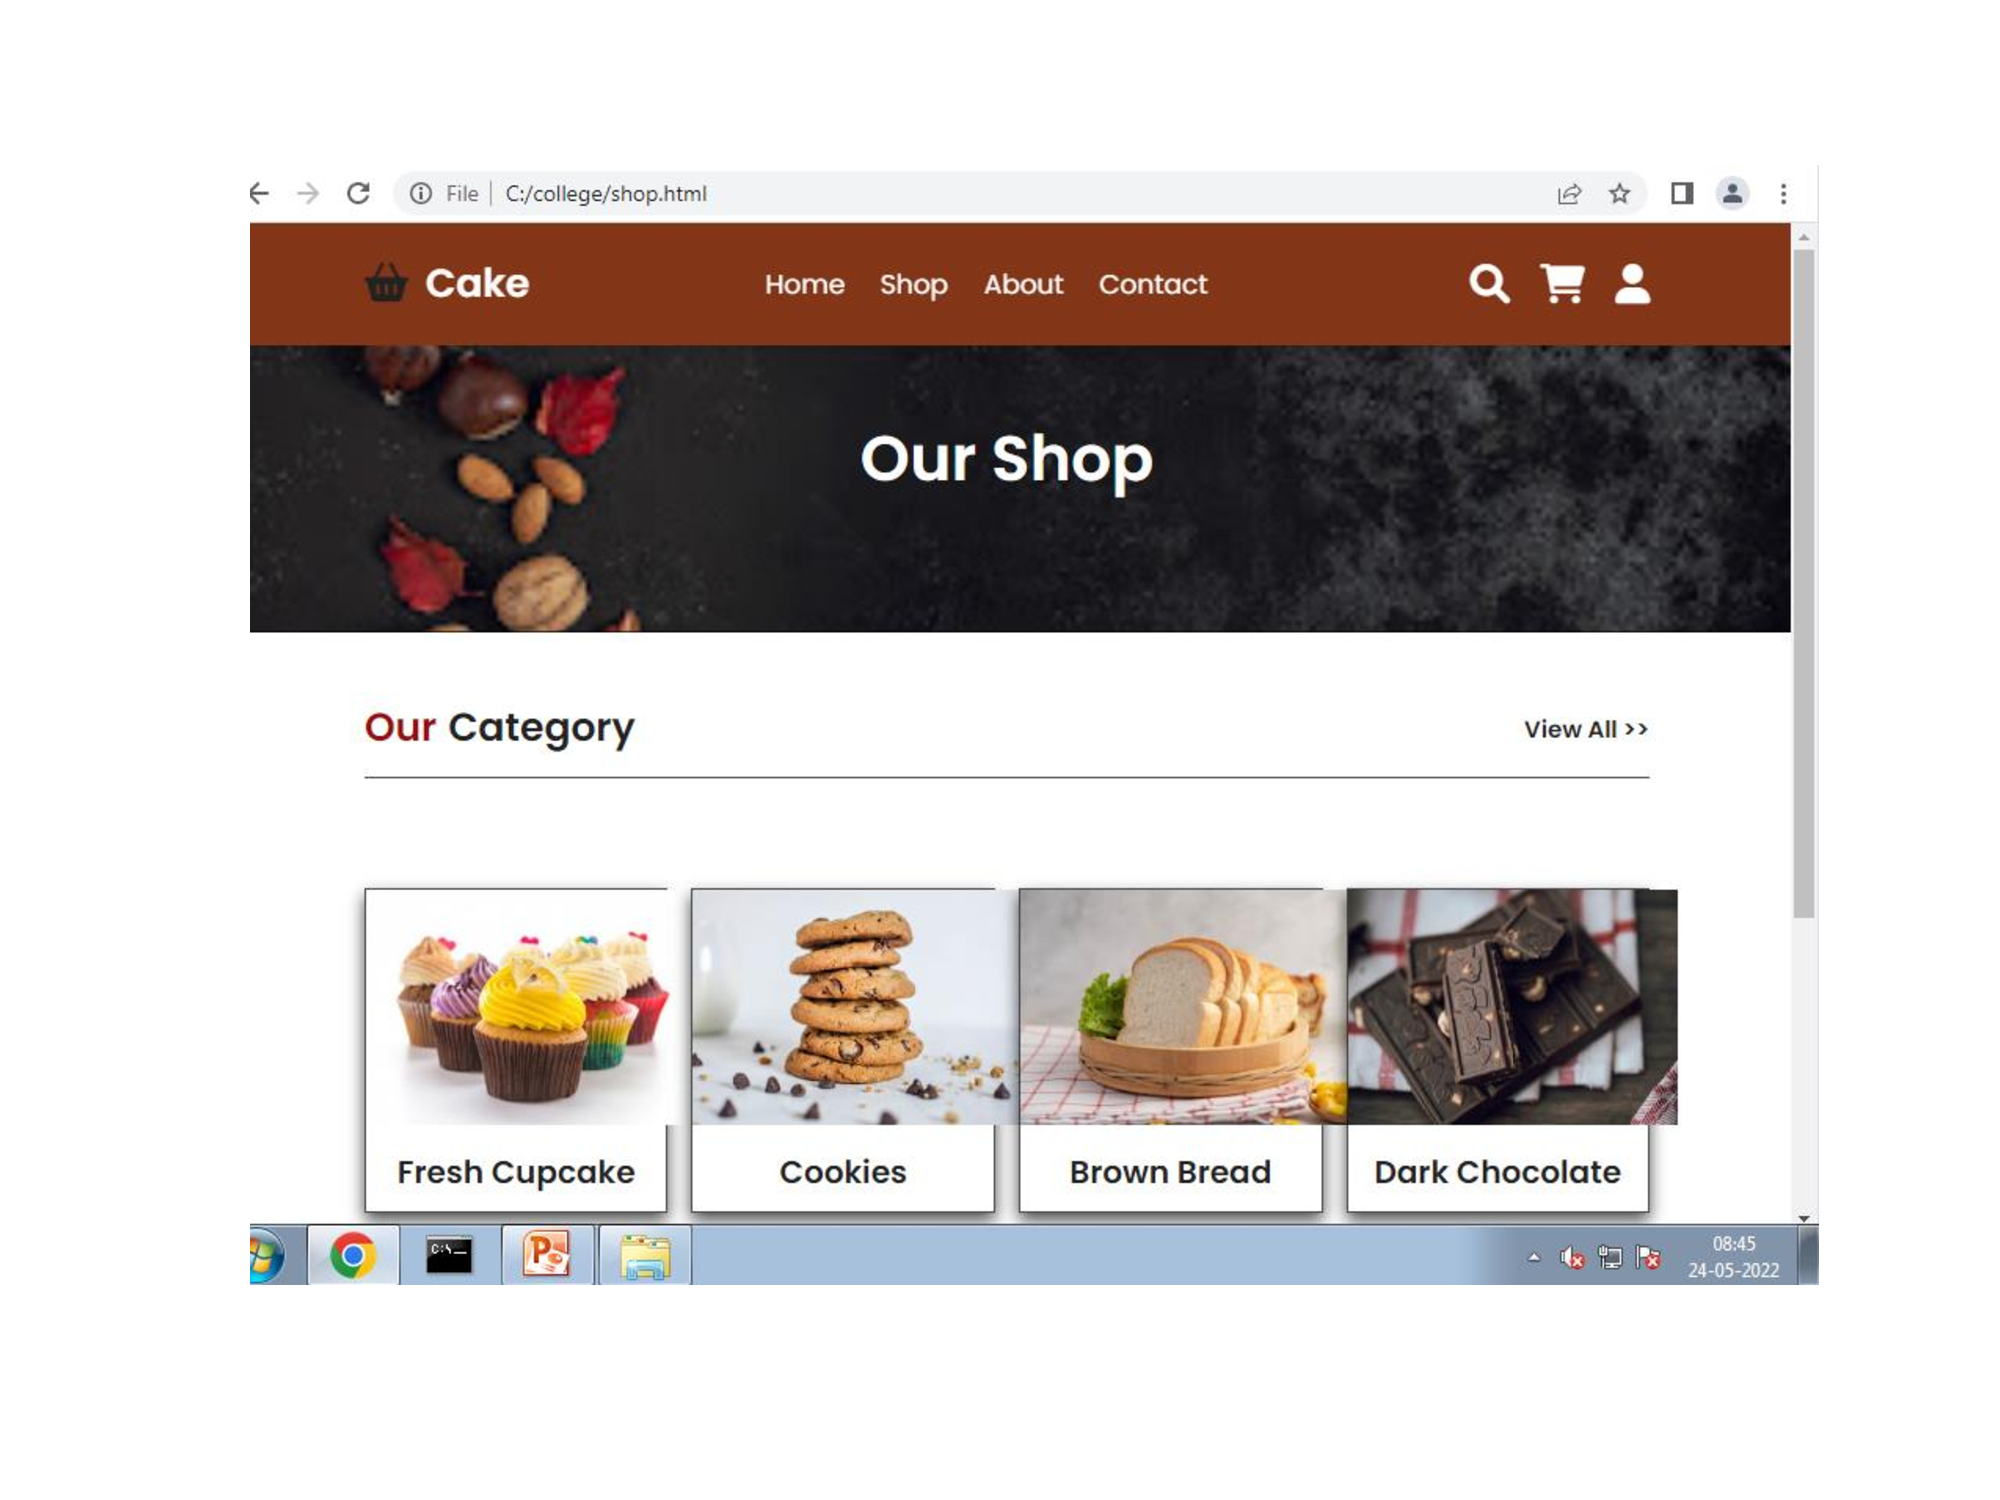 File | C:/college/shop.html
Cake Home Shop About Contact
Our Shop
Our Category View All >>
Fresh Cupcake Cookies Brown Bread Dark Chocolate
C:\_
08:45
24-05-2022